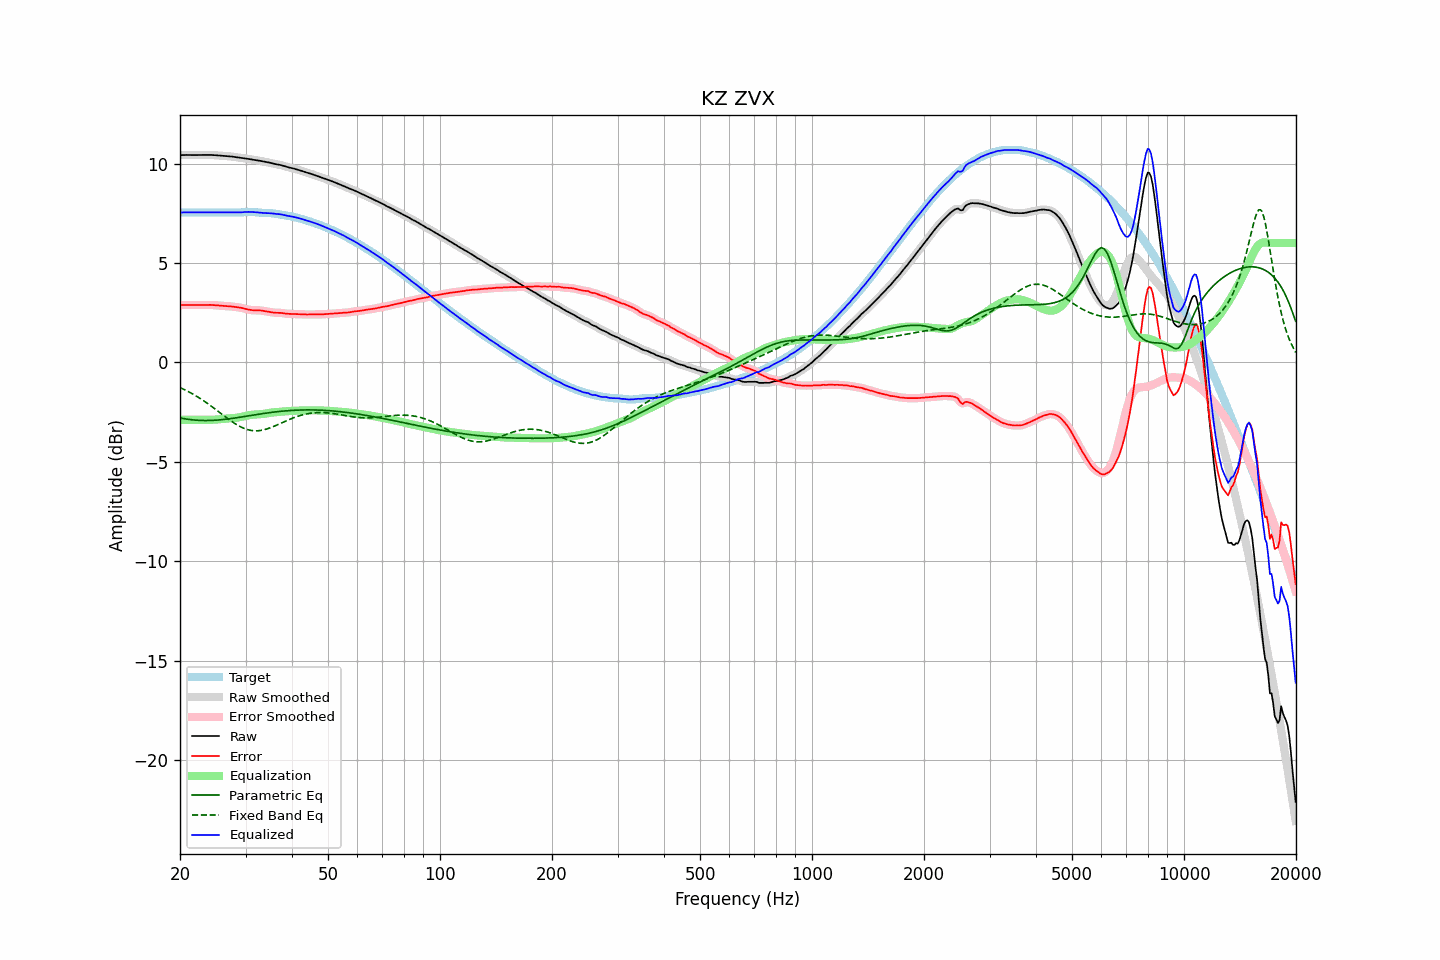 KZ ZVX
Amplitude (dBr)
10
5
0
−5
−10
−15
−20
Target
Raw Smoothed
Error Smoothed
Raw
Error
Equalization
Parametric Eq
Fixed Band Eq
Equalized
20 50 100 200 500 1000 2000 5000 10000 20000
Frequency (Hz)